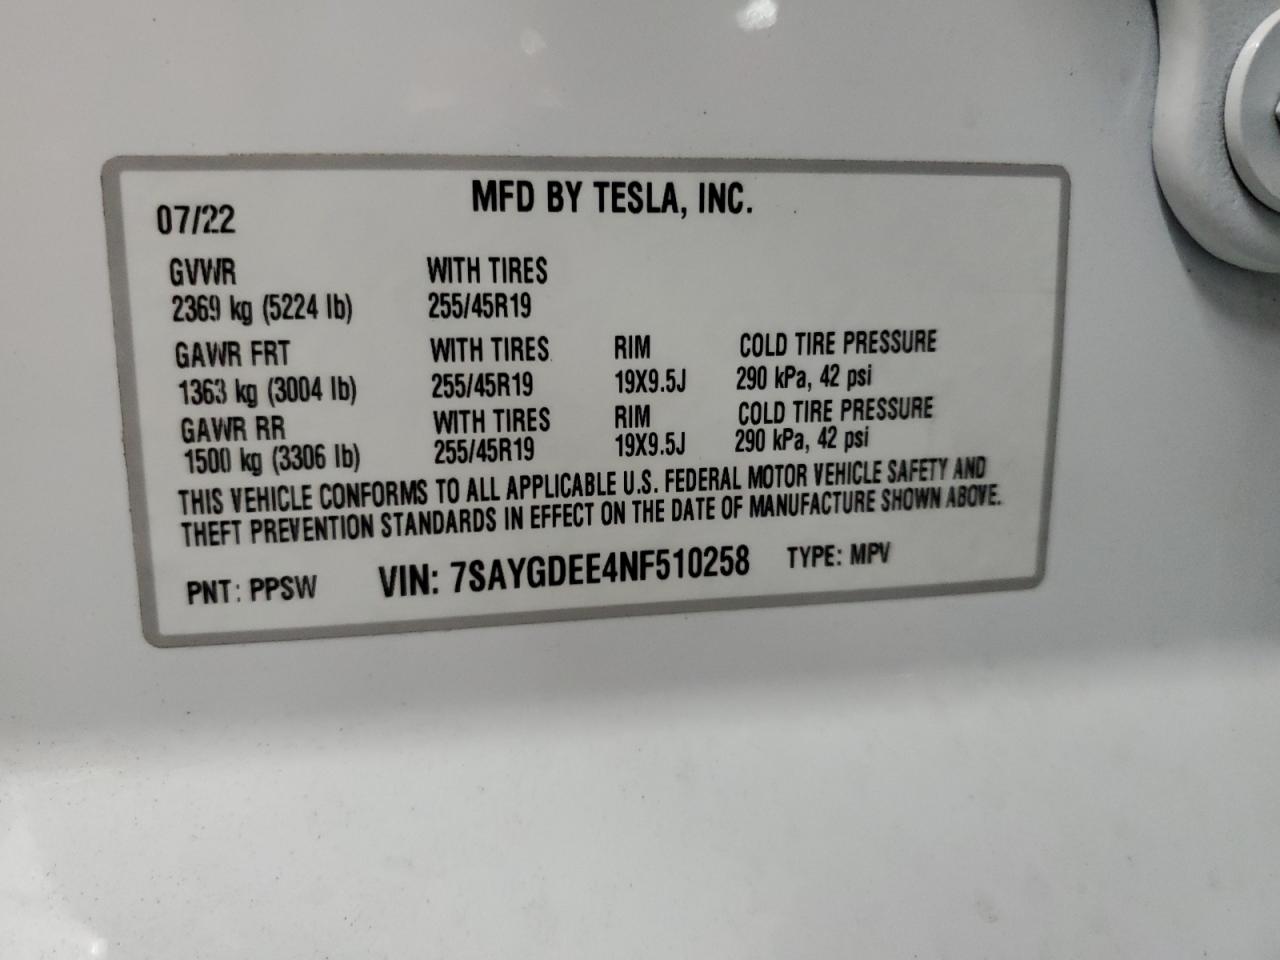 MFD BY TESLA, INC.
07/22
GVWR WITH TIRES
2369 kg (5224 lb) 255/45R19
GAWR FRT WITH TIRES RIM COLD TIRE PRESSURE
1363 kg (3004 lb) 255/45R19 19X9.5J 290 kPa, 42 psi
GAWR RR WITH TIRES RIM COLD TIRE PRESSURE
1500 kg (3306 lb) 255/45R19 19X9.5J 290 kPa, 42 psi
THIS VEHICLE CONFORMS TO ALL APPLICABLE U.S. FEDERAL MOTOR VEHICLE SAFETY AND
THEFT PREVENTION STANDARDS IN EFFECT ON THE DATE OF MANUFACTURE SHOWN ABOVE.
PNT: PPSW VIN: 7SAYGDEE4NF510258 TYPE: MPV